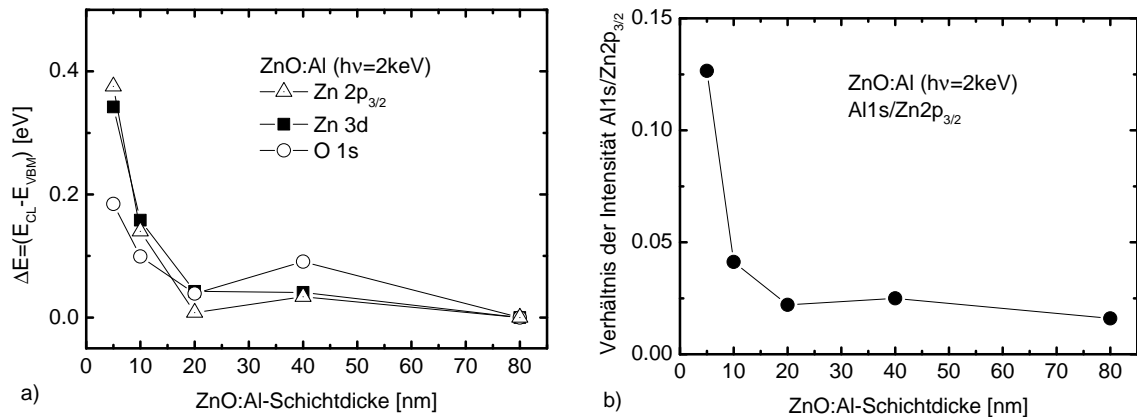 ΔE=(E_CL-E_VBM) [eV]
0.4
0.2
0.0
ZnO:Al (hν=2keV)
Zn 2p3/2
Zn 3d
O 1s
0 10 20 30 40 50 60 70 80
ZnO:Al-Schichtdicke [nm]
a)
Verhältnis der Intensität Al1s/Zn2p3/2
0.15
0.10
0.05
0.00
ZnO:Al (hν=2keV)
Al1s/Zn2p3/2
0 10 20 30 40 50 60 70 80
ZnO:Al-Schichtdicke [nm]
b)